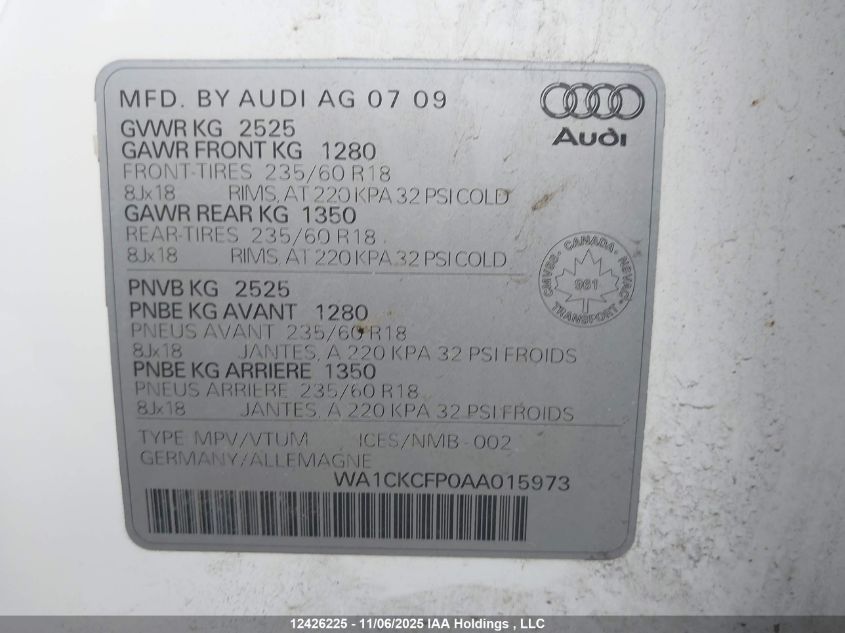 MFD. BY AUDI AG 07 09
Audi
GVWR KG 2525
GAWR FRONT KG 1280
FRONT-TIRES 235/60 R18
8Jx18 RIMS, AT 220 KPA 32 PSI COLD
GAWR REAR KG 1350
REAR-TIRES 235/60 R18
8Jx18 RIMS, AT 220 KPA 32 PSI COLD
CMVSS - CANADA - NSVAC
961
TRANSPORT
PNVB KG 2525
PNBE KG AVANT 1280
PNEUS AVANT 235/60 R18
8Jx18 JANTES, A 220 KPA 32 PSI FROIDS
PNBE KG ARRIERE 1350
PNEUS ARRIERE 235/60 R18
8Jx18 JANTES, A 220 KPA 32 PSI FROIDS
TYPE MPV/VTUM ICES/NMB-002
GERMANY/ALLEMAGNE
WA1CKCFP0AA015973
12426225 - 11/06/2025 IAA Holdings , LLC